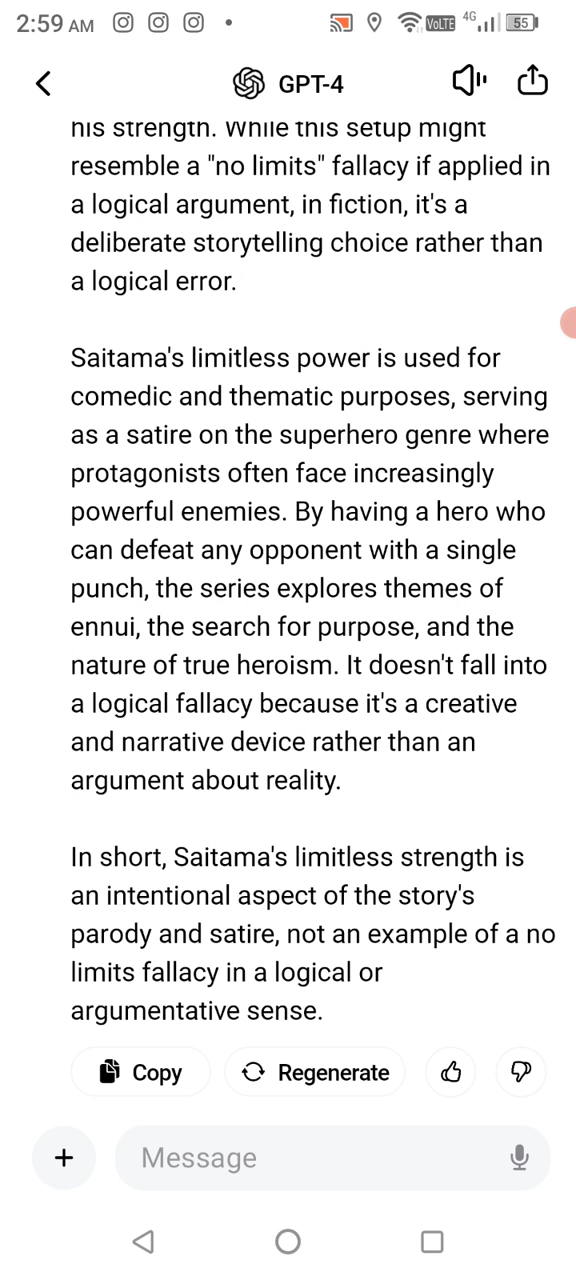 2:59 AM VoLTE 4G 55
GPT-4
his strength. While this setup might
resemble a "no limits" fallacy if applied in
a logical argument, in fiction, it's a
deliberate storytelling choice rather than
a logical error.
Saitama's limitless power is used for
comedic and thematic purposes, serving
as a satire on the superhero genre where
protagonists often face increasingly
powerful enemies. By having a hero who
can defeat any opponent with a single
punch, the series explores themes of
ennui, the search for purpose, and the
nature of true heroism. It doesn't fall into
a logical fallacy because it's a creative
and narrative device rather than an
argument about reality.
In short, Saitama's limitless strength is
an intentional aspect of the story's
parody and satire, not an example of a no
limits fallacy in a logical or
argumentative sense.
Copy Regenerate
Message